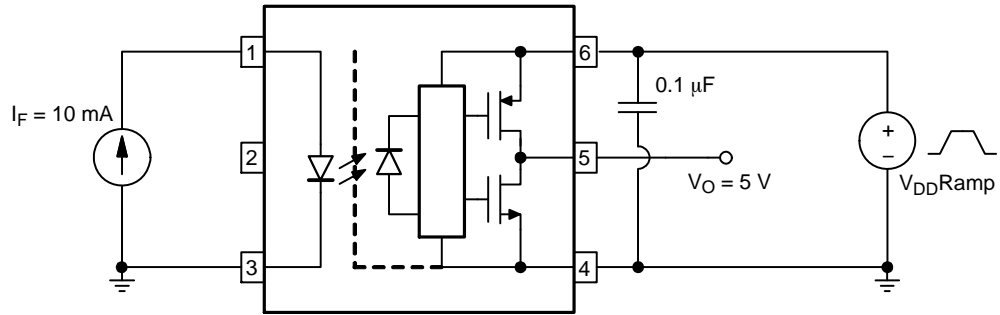 1
6
I_F = 10 mA
0.1 μF
2
5
+
−
V_O = 5 V
V_DD Ramp
3
4